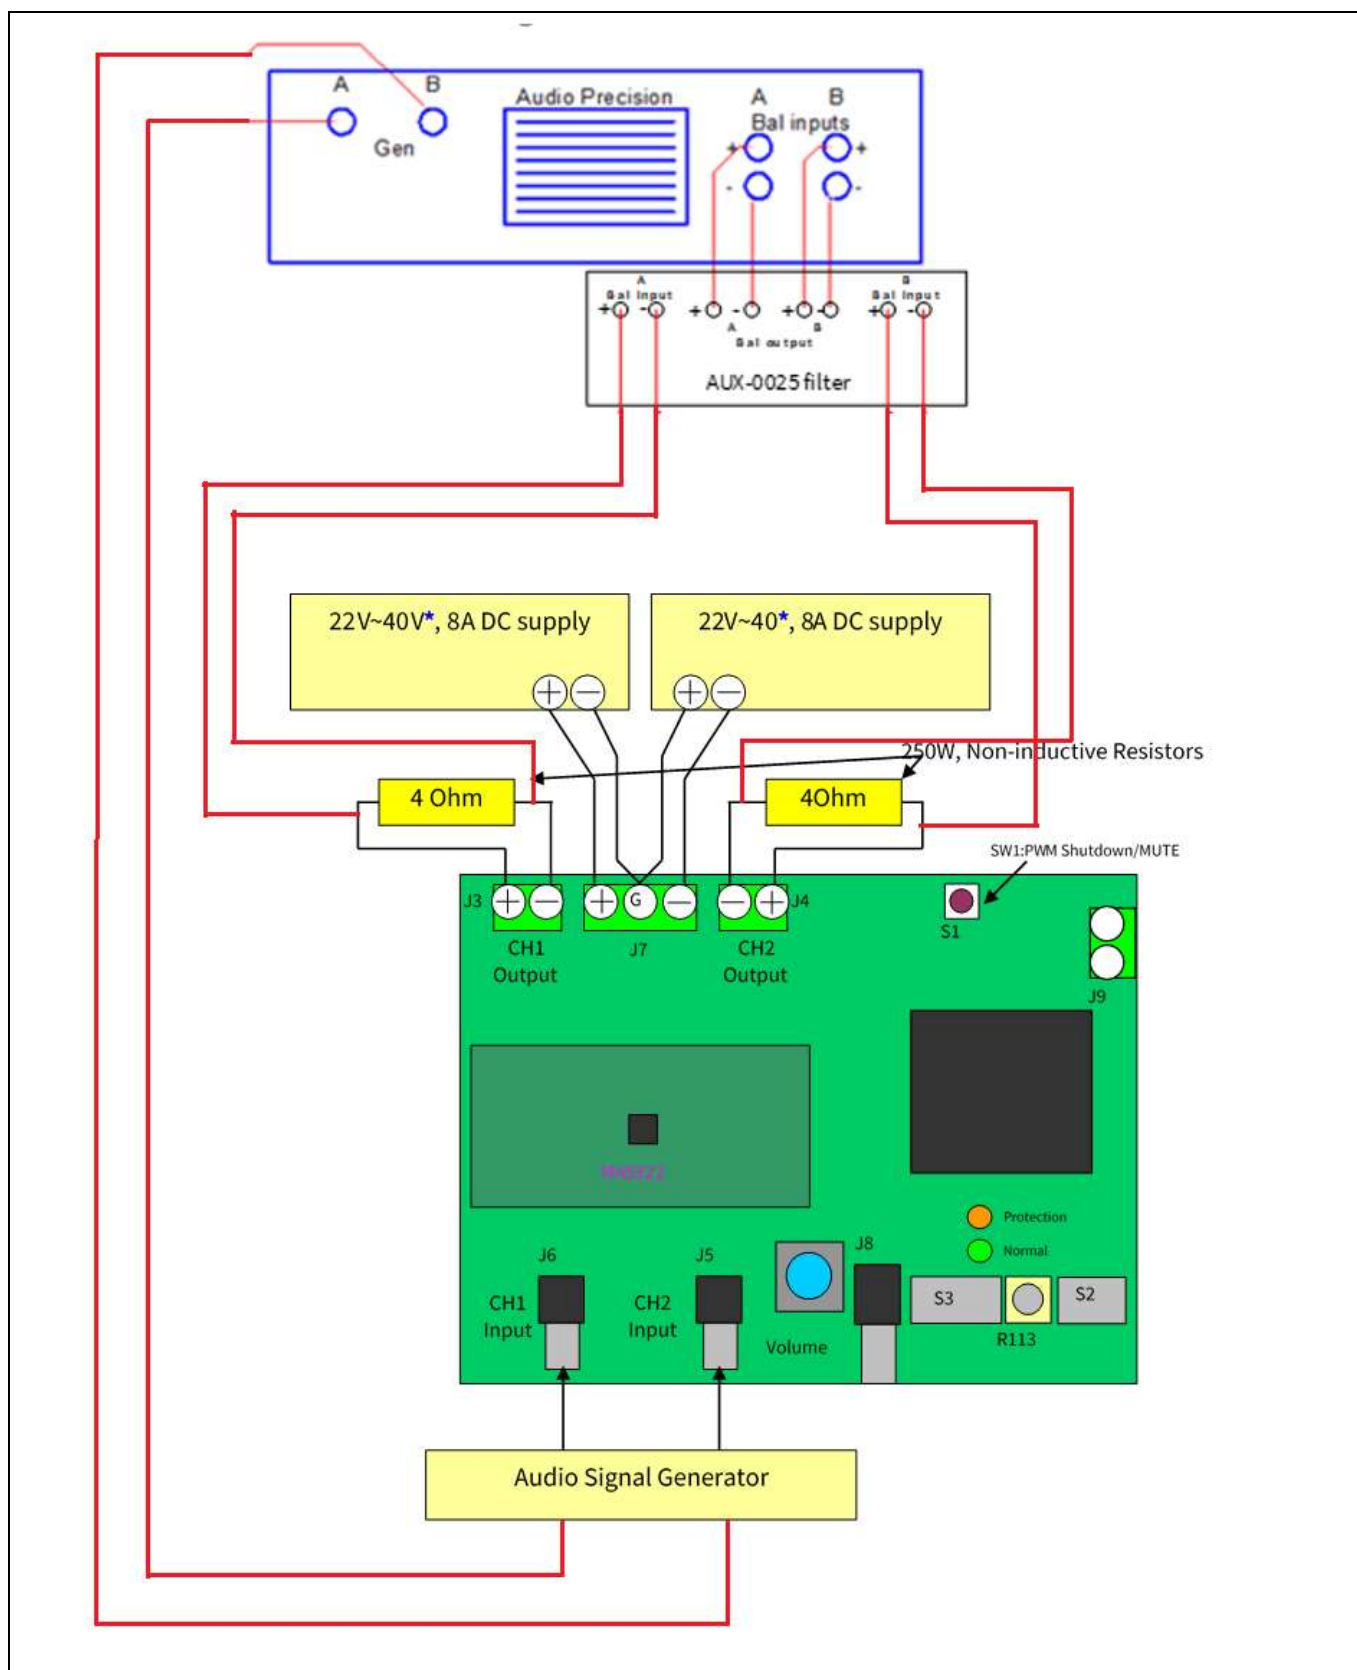 A
B
Gen
Audio Precision
A
B
Bal inputs
+
+
-
-
A
Bal Input
B
Bal Input
+
-
+
-
+
-
+
-
A
B
Bal output
AUX-0025 filter
22V~40V*, 8A DC supply
22V~40*, 8A DC supply
250W, Non-inductive Resistors
4 Ohm
4Ohm
SW1:PWM Shutdown/MUTE
J3
G
J4
S1
CH1
Output
J7
CH2
Output
J9
Protection
Normal
J6
J5
J8
CH1
Input
CH2
Input
Volume
S3
S2
R113
Audio Signal Generator